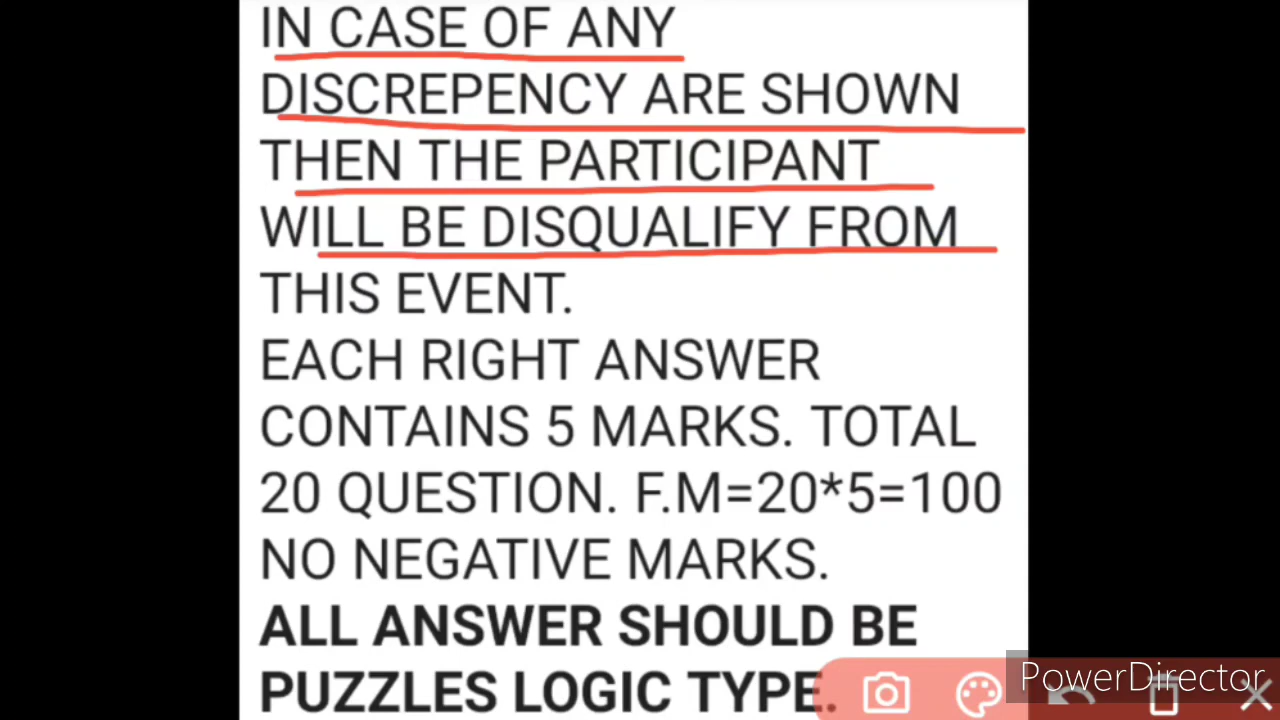 IN CASE OF ANY
DISCREPENCY ARE SHOWN
THEN THE PARTICIPANT
WILL BE DISQUALIFY FROM
THIS EVENT.
EACH RIGHT ANSWER
CONTAINS 5 MARKS. TOTAL
20 QUESTION. F.M=20*5=100
NO NEGATIVE MARKS.
ALL ANSWER SHOULD BE
PUZZLES LOGIC TYPE.
PowerDirector